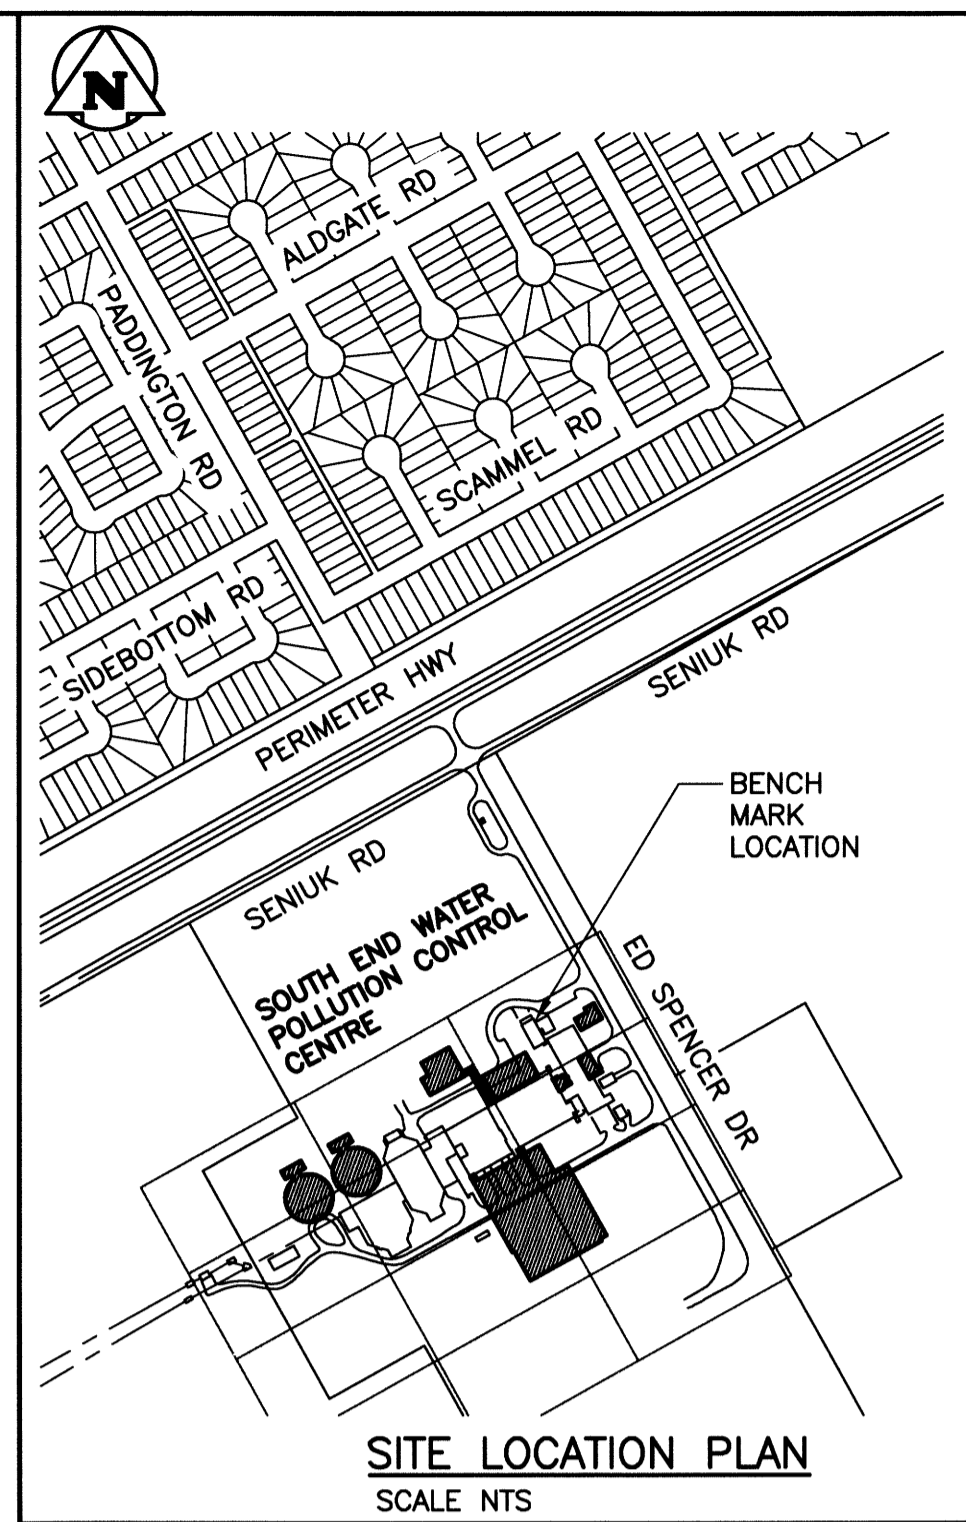 N
ALDGATE RD
PADDINGTON RD
SCAMMEL RD
SIDEBOTTOM RD
PERIMETER HWY
SENIUK RD
BENCH
MARK
LOCATION
SENIUK RD
SOUTH END WATER
POLLUTION CONTROL
CENTRE
ED SPENCER DR
SITE LOCATION PLAN
SCALE NTS